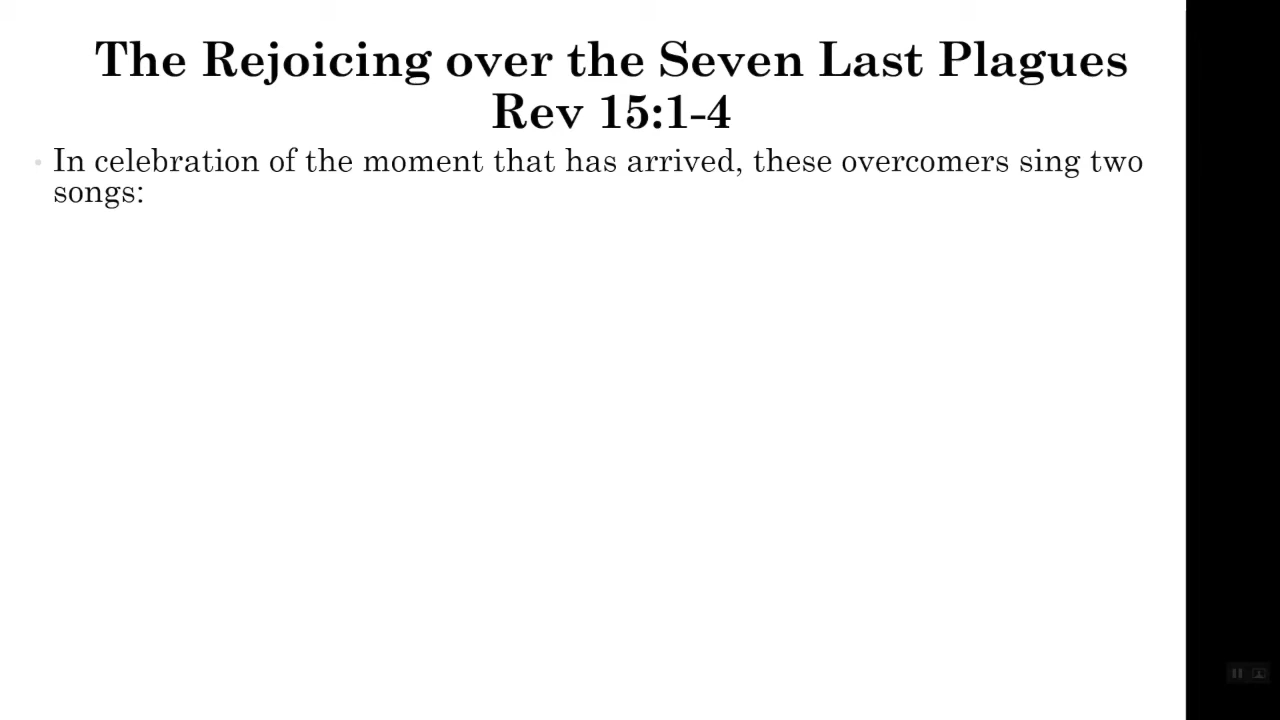 The Rejoicing over the Seven Last Plagues
Rev 15:1-4
• In celebration of the moment that has arrived, these overcomers sing two
songs: